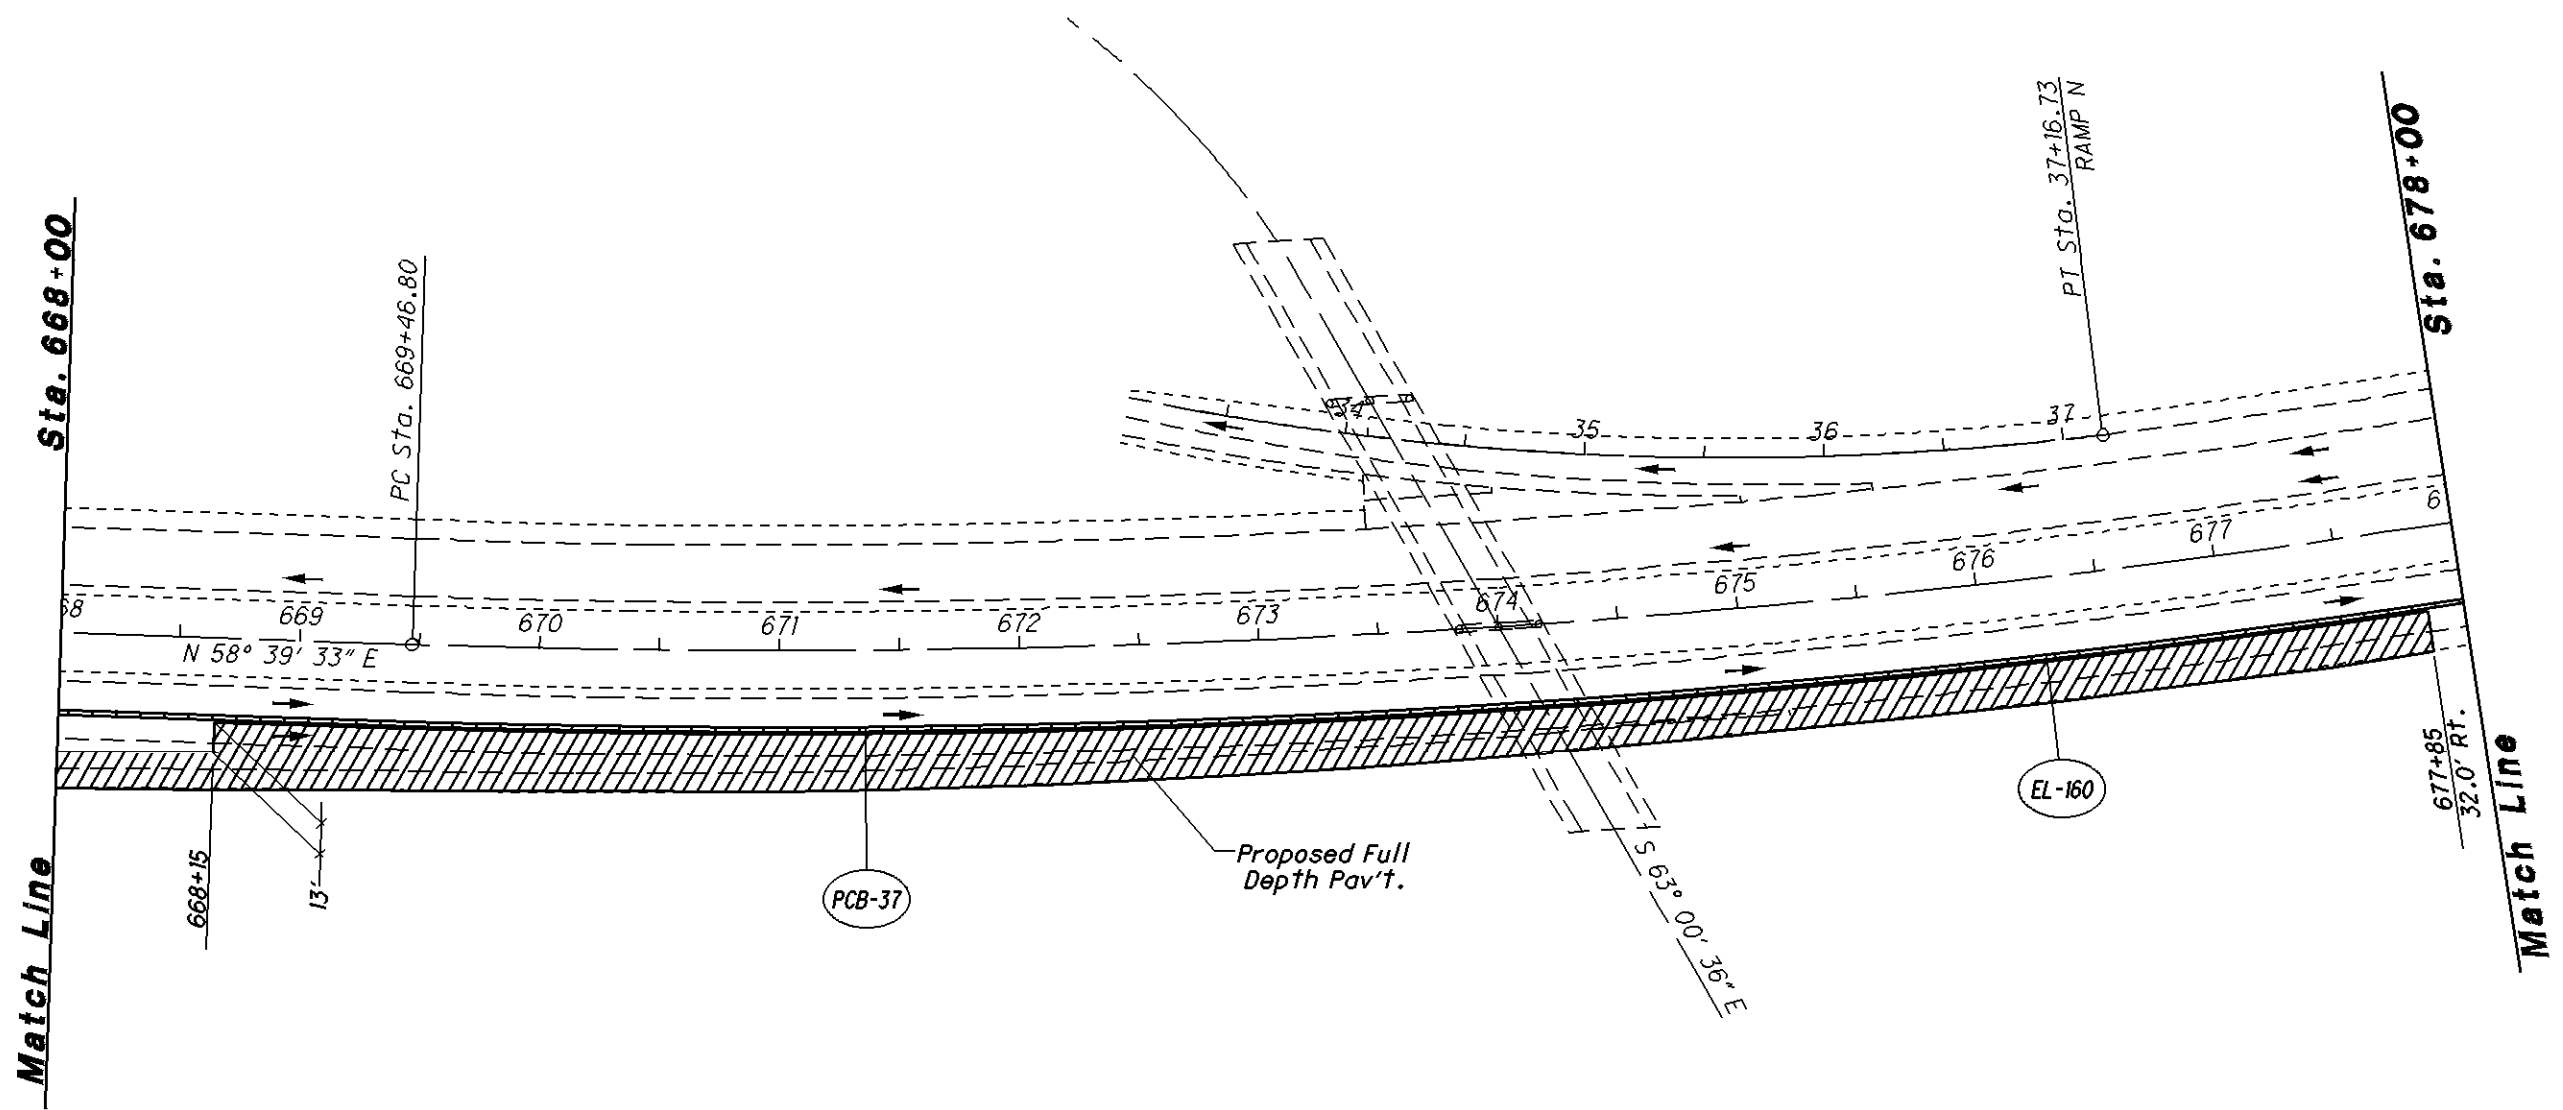 Sta. 668+00
PC Sta. 669+46.80
PT Sta. 37+16.73
RAMP N
Sta. 678+00
34
35
36
37
68
669
670
671
672
673
674
675
676
677
6
N 58° 39' 33" E
668+15
13'
PCB-37
Proposed Full
Depth Pav't.
S 63° 00' 36" E
EL-160
677+85
32.0' Rt.
Match Line
Match Line